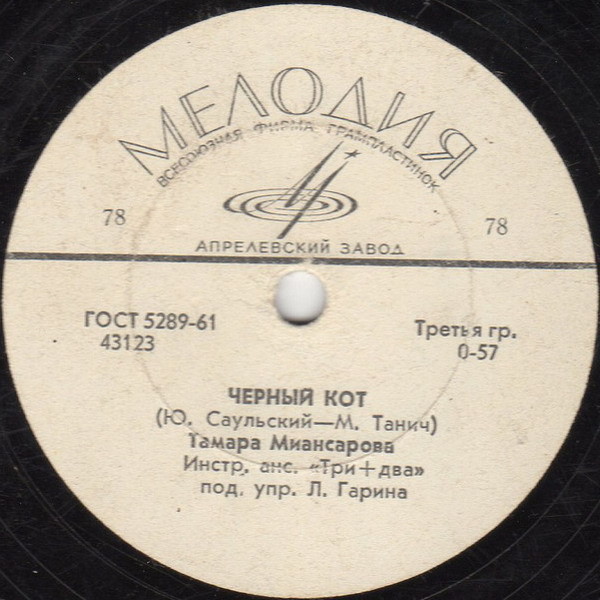 МЕЛОДИЯ
ВСЕСОЮЗНАЯ ФИРМА ГРАМПЛАСТИНОК
78
78
АПРЕЛЕВСКИЙ ЗАВОД
ГОСТ 5289-61
43123
Третья гр.
0-57
ЧЕРНЫЙ КОТ
(Ю. Саульский—М. Танич)
Тамара Миансарова
Инстр. анс. «Три+два»
под. упр. Л. Гарина